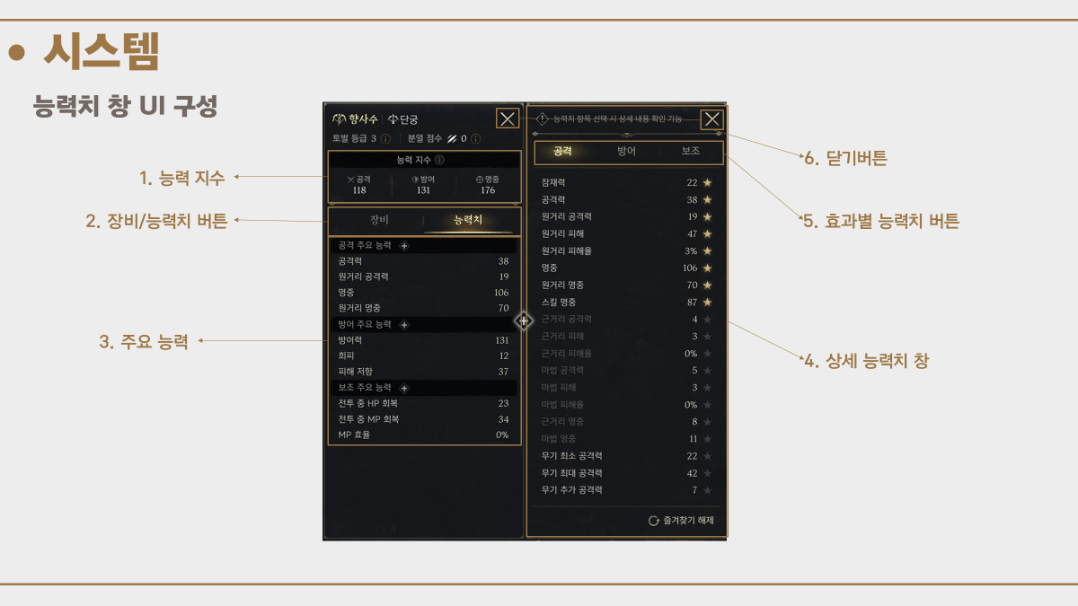 • 시스템
능력치 창 UI 구성
1. 능력 지수
2. 장비/능력치 버튼
3. 주요 능력
향사수 | 단궁
토벌 등급 3
분열 점수 0
능력 지수
공격 방어 명중
118 131 176
장비 | 능력치
공격 주요 능력 +
공격력 38
원거리 공격력 19
명중 106
원거리 명중 70
방어 주요 능력 +
방어력 131
회피 12
피해 저항 37
보조 주요 능력 +
전투 중 HP 회복 23
전투 중 MP 회복 34
MP 효율 0%
능력치 항목 선택 시 상세 내용 확인 가능
공격 방어 보조
잠재력 22 ★
공격력 38 ★
원거리 공격력 19 ★
원거리 피해 47 ★
원거리 피해율 3% ★
명중 106 ★
원거리 명중 70 ★
스킬 명중 87 ★
근거리 공격력 4 ★
근거리 피해 3 ★
근거리 피해율 0% ★
마법 공격력 5 ★
마법 피해 3 ★
마법 피해율 0% ★
근거리 명중 8 ★
마법 명중 11 ★
무기 최소 공격력 22 ★
무기 최대 공격력 42 ★
무기 추가 공격력 7 ★
즐겨찾기 해제
6. 닫기버튼
5. 효과별 능력치 버튼
4. 상세 능력치 창